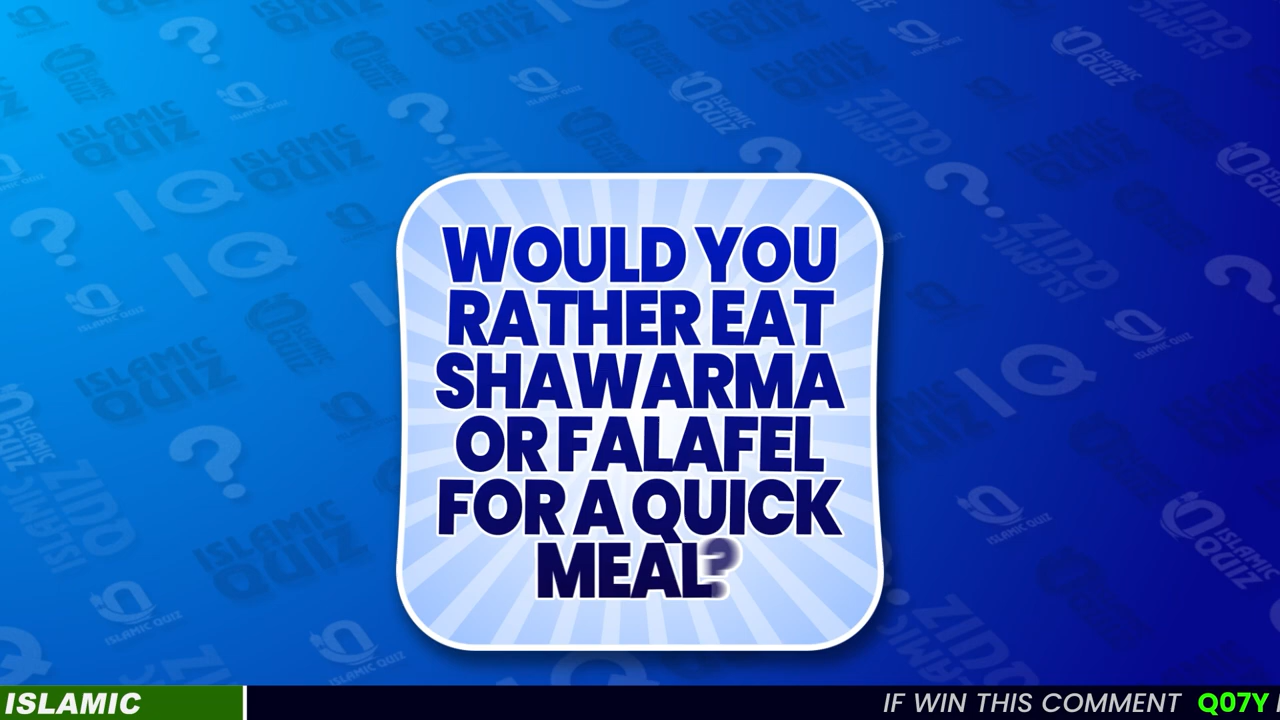 WOULD YOU
RATHER EAT
SHAWARMA
OR FALAFEL
FOR A QUICK
MEAL?
ISLAMIC
IF WIN THIS COMMENT Q07Y